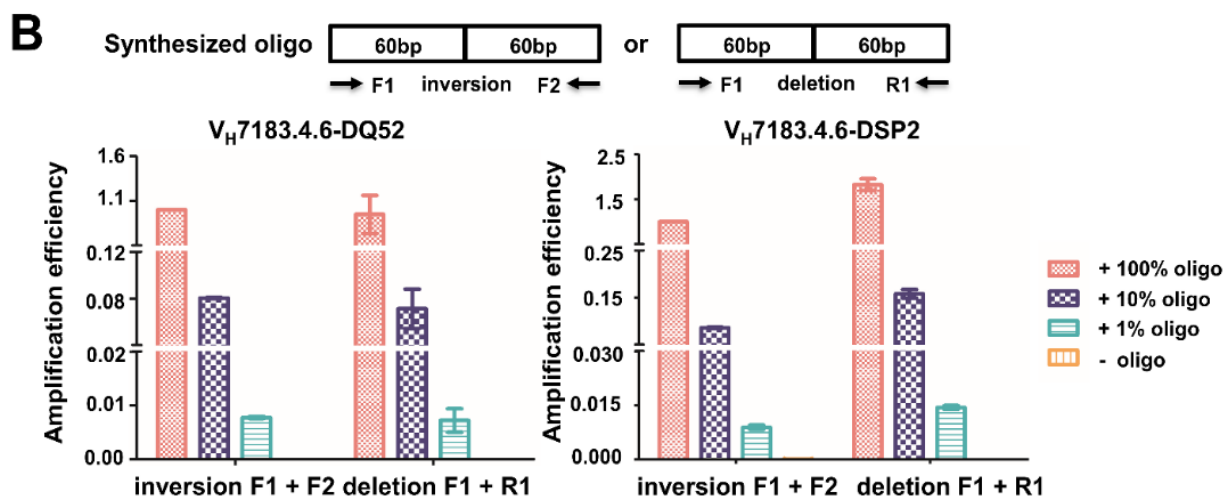 B
Synthesized oligo 60bp 60bp or 60bp 60bp
F1 inversion F2 F1 deletion R1
VH7183.4.6-DQ52 VH7183.4.6-DSP2
Amplification efficiency
1.6
1.1
0.12
0.08
0.02
0.01
0.00
inversion F1 + F2 deletion F1 + R1
Amplification efficiency
2.5
1.5
0.25
0.15
0.030
0.015
0.000
inversion F1 + F2 deletion F1 + R1
+ 100% oligo
+ 10% oligo
+ 1% oligo
- oligo